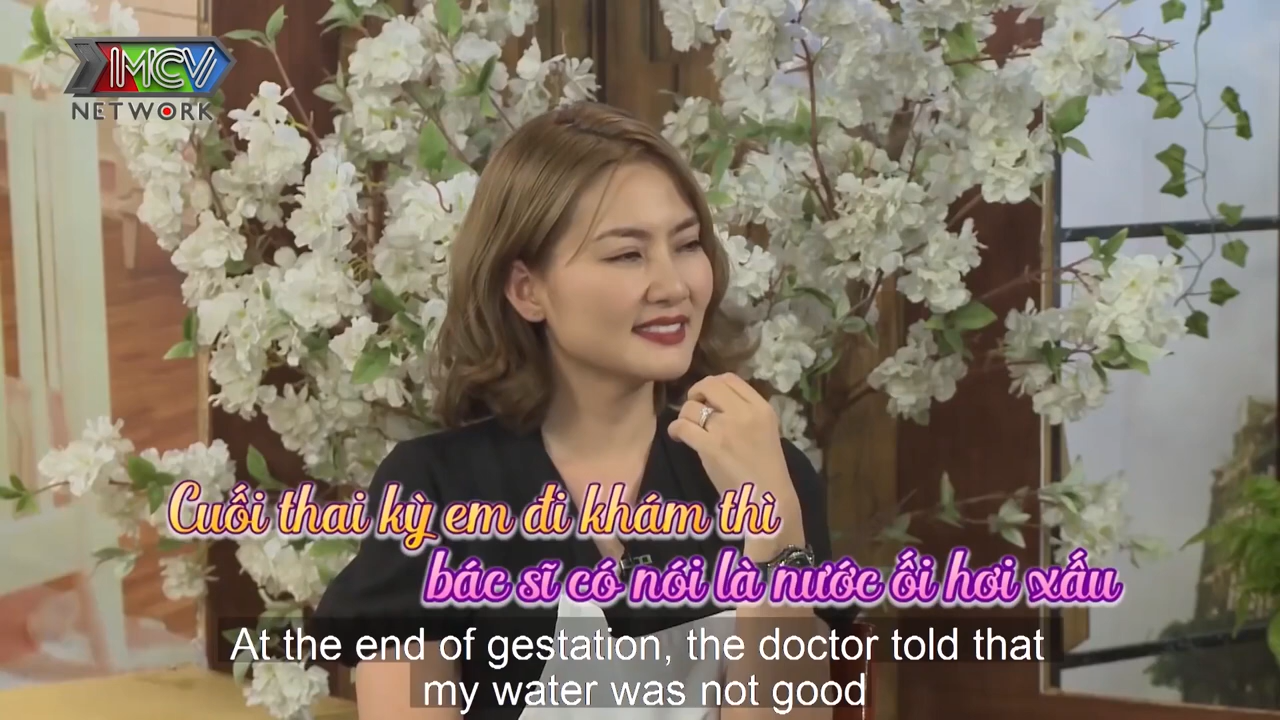 MCV
NETWORK
Cuối thai kỳ em đi khám thì
bác sĩ có nói là nước ối hơi xấu
At the end of gestation, the doctor told that
my water was not good